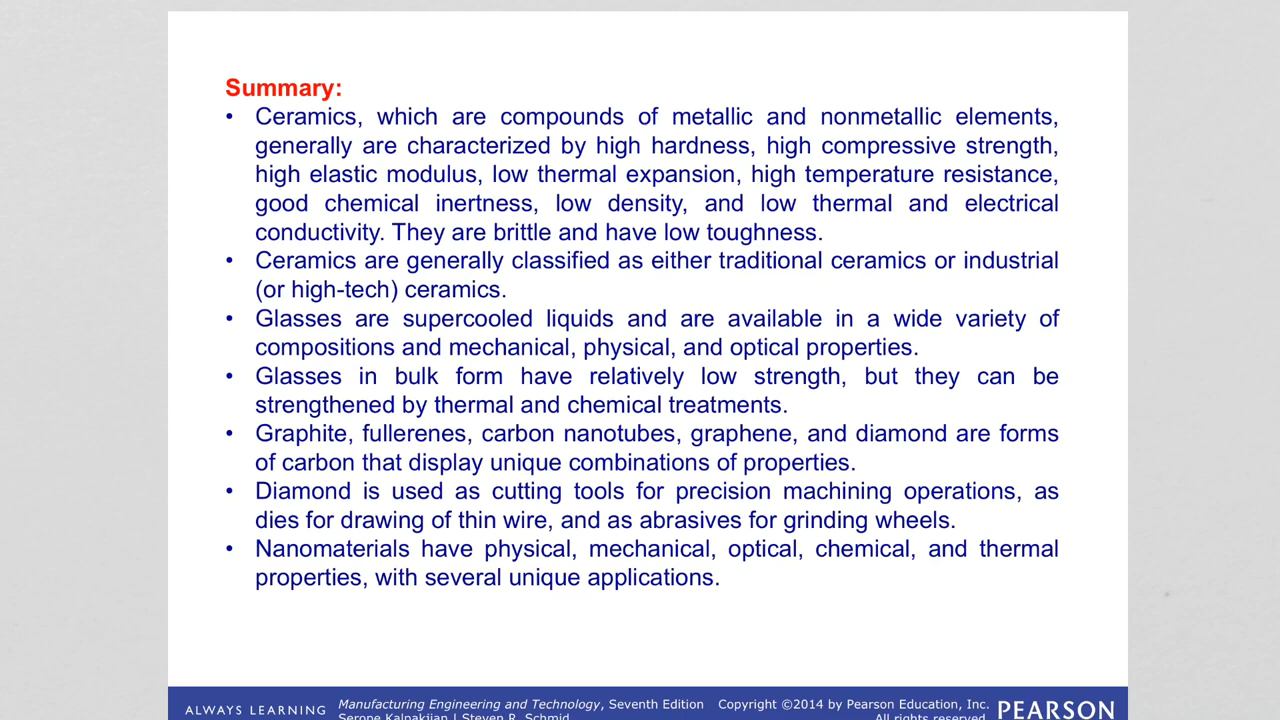 Summary:
• Ceramics, which are compounds of metallic and nonmetallic elements,
generally are characterized by high hardness, high compressive strength,
high elastic modulus, low thermal expansion, high temperature resistance,
good chemical inertness, low density, and low thermal and electrical
conductivity. They are brittle and have low toughness.
• Ceramics are generally classified as either traditional ceramics or industrial
(or high-tech) ceramics.
• Glasses are supercooled liquids and are available in a wide variety of
compositions and mechanical, physical, and optical properties.
• Glasses in bulk form have relatively low strength, but they can be
strengthened by thermal and chemical treatments.
• Graphite, fullerenes, carbon nanotubes, graphene, and diamond are forms
of carbon that display unique combinations of properties.
• Diamond is used as cutting tools for precision machining operations, as
dies for drawing of thin wire, and as abrasives for grinding wheels.
• Nanomaterials have physical, mechanical, optical, chemical, and thermal
properties, with several unique applications.
ALWAYS LEARNING
Manufacturing Engineering and Technology, Seventh Edition
Serope Kalpakjian | Steven R. Schmid
Copyright ©2014 by Pearson Education, Inc.
All rights reserved.
PEARSON